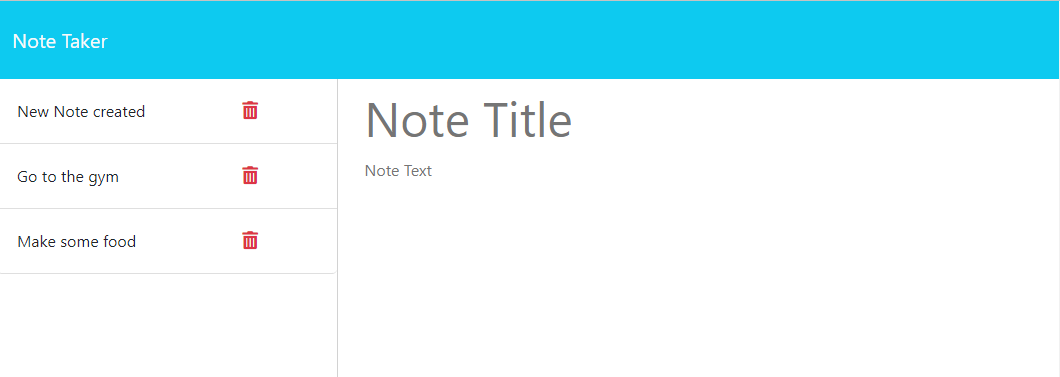 Note Taker
New Note created
Go to the gym
Make some food
Note Title
Note Text